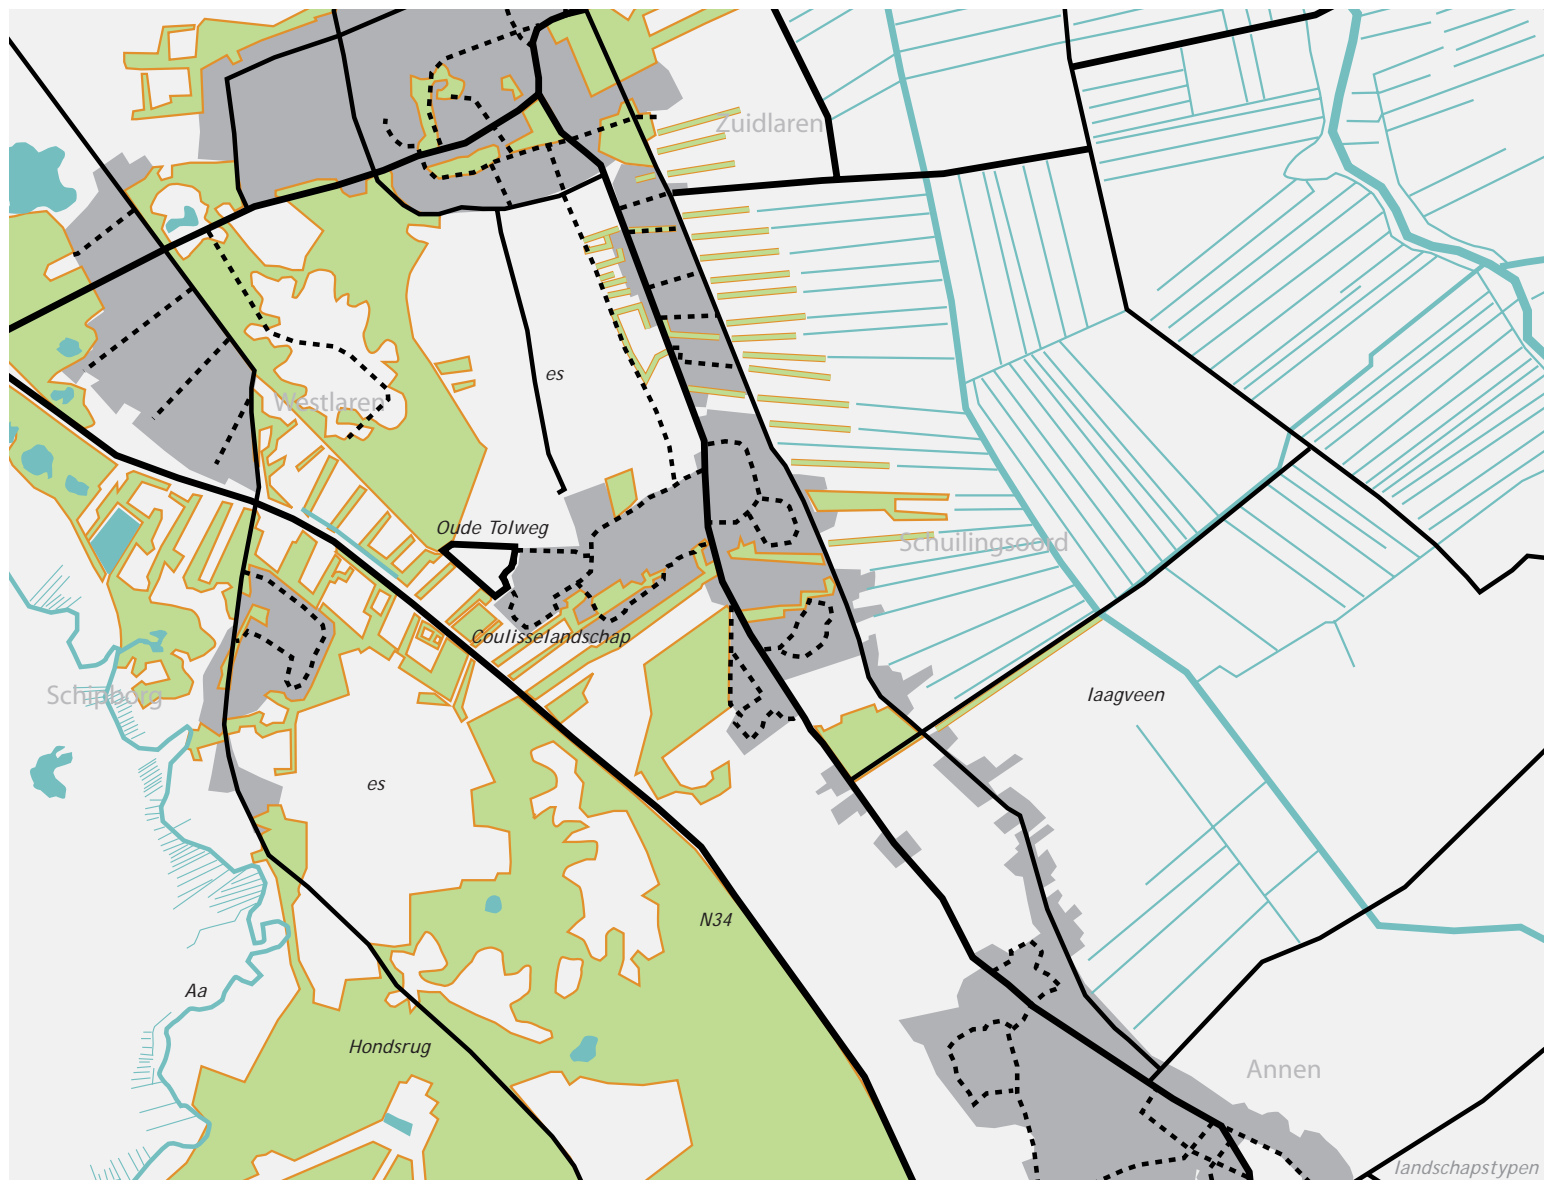 Zuidlaren
es
Westlaren
Oude Tolweg
Schuilingsoord
Coulisselandschap
Schipborg
laagveen
es
N34
Aa
Hondsrug
Annen
landschapstypen